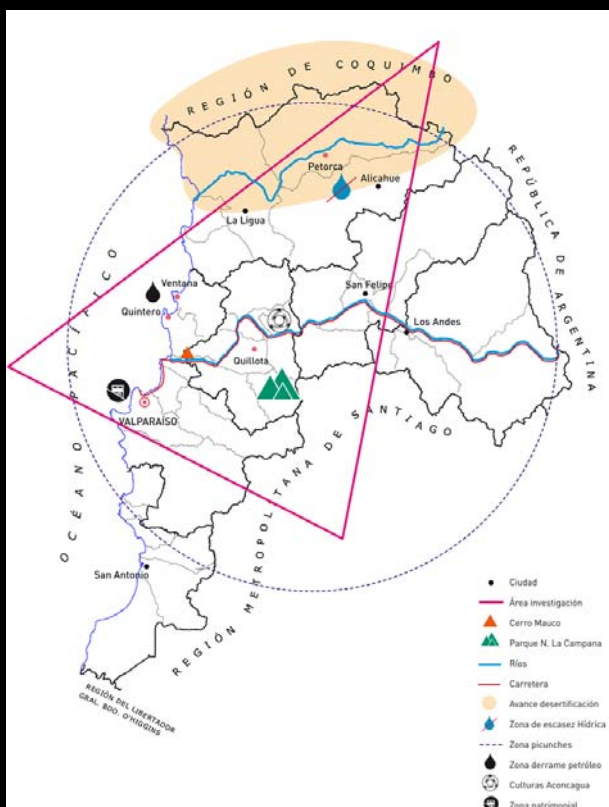 REGIÓN DE COQUIMBO
REPÚBLICA DE ARGENTINA
OCÉANO PACÍFICO
REGIÓN METROPOLITANA DE SANTIAGO
Petorca
Alicahue
La Ligua
Ventana
Quintero
San Felipe
Los Andes
Quillota
VALPARAÍSO
San Antonio
REGIÓN DEL LIBERTADOR
GRAL. BDO. O'HIGGINS
Ciudad
Área investigación
Cerro Mauco
Parque N. La Campana
Ríos
Carretera
Avance desertificación
Zona de escasez Hídrica
Zona picunches
Zona derrame petróleo
Culturas Aconcagua
Zona patrimonial